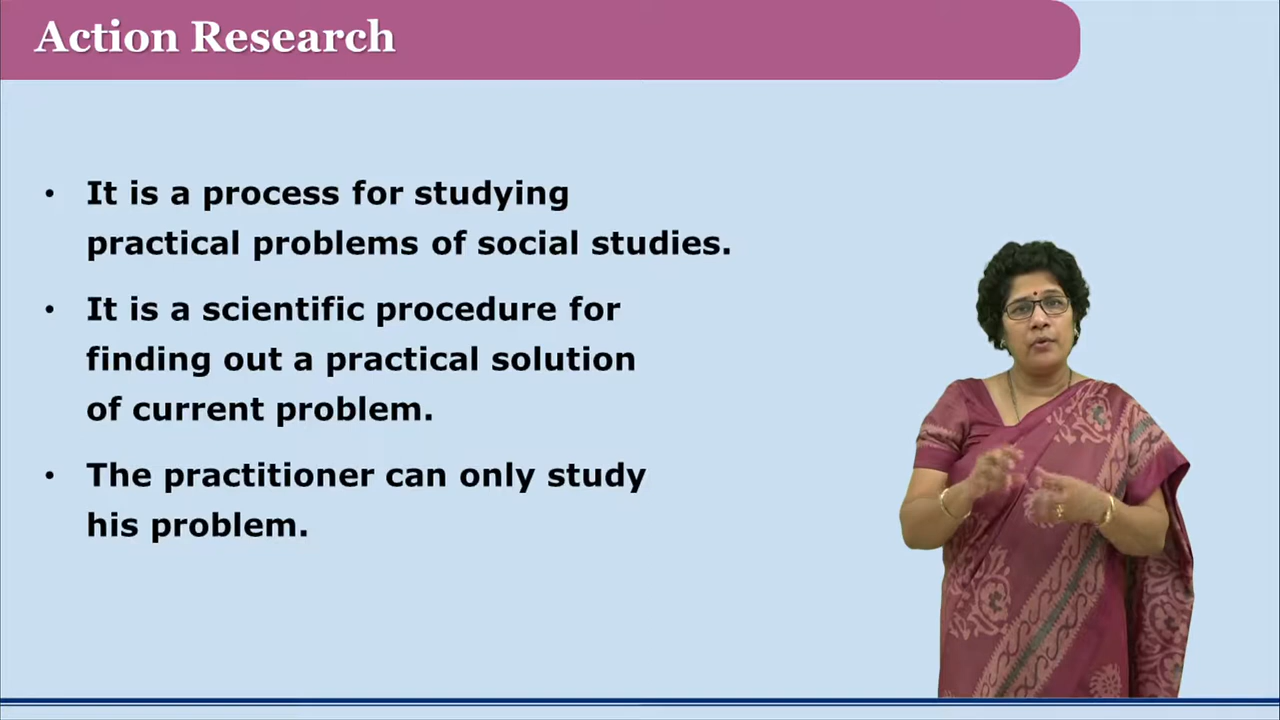 Action Research
• It is a process for studying
practical problems of social studies.
• It is a scientific procedure for
finding out a practical solution
of current problem.
• The practitioner can only study
his problem.